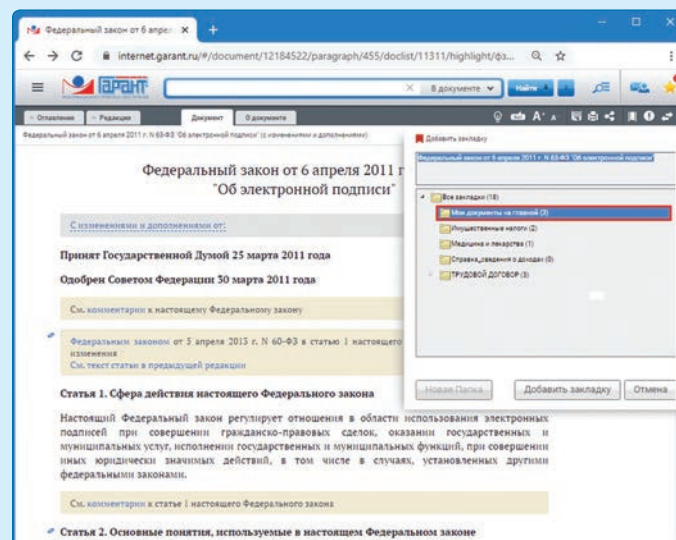 Федеральный закон от 6 апрел
internet.garant.ru/#/document/12184522/paragraph/455/doclist/11311/highlight/фз...
ГАРАНТ
В документе
Найти
Оглавление
Редакции
Документ
О документе
Федеральный закон от 6 апреля 2011 г. N 63-ФЗ "Об электронной подписи" (с изменениями и дополнениями)
Добавить закладку
Федеральный закон от 6 апреля 2011 г. N 63-ФЗ "Об электронной подписи"
Все закладки (18)
Мои документы на главной (3)
Имущественные налоги (2)
Медицина и лекарства (1)
Справка_сведения о доходах (0)
ТРУДОВОЙ ДОГОВОР (3)
Новая Папка
Добавить закладку
Отмена
Федеральный закон от 6 апреля 2011 г
"Об электронной подписи"
С изменениями и дополнениями от:
Принят Государственной Думой 25 марта 2011 года
Одобрен Советом Федерации 30 марта 2011 года
См. комментарии к настоящему Федеральному закону
Федеральным законом от 5 апреля 2013 г. N 60-ФЗ в статью 1 настоящего
изменения
См. текст статьи в предыдущей редакции
Статья 1. Сфера действия настоящего Федерального закона
Настоящий Федеральный закон регулирует отношения в области использования электронных
подписей при совершении гражданско-правовых сделок, оказании государственных и
муниципальных услуг, исполнении государственных и муниципальных функций, при совершении
иных юридически значимых действий, в том числе в случаях, установленных другими
федеральными законами.
См. комментарии к статье 1 настоящего Федерального закона
Статья 2. Основные понятия, используемые в настоящем Федеральном законе